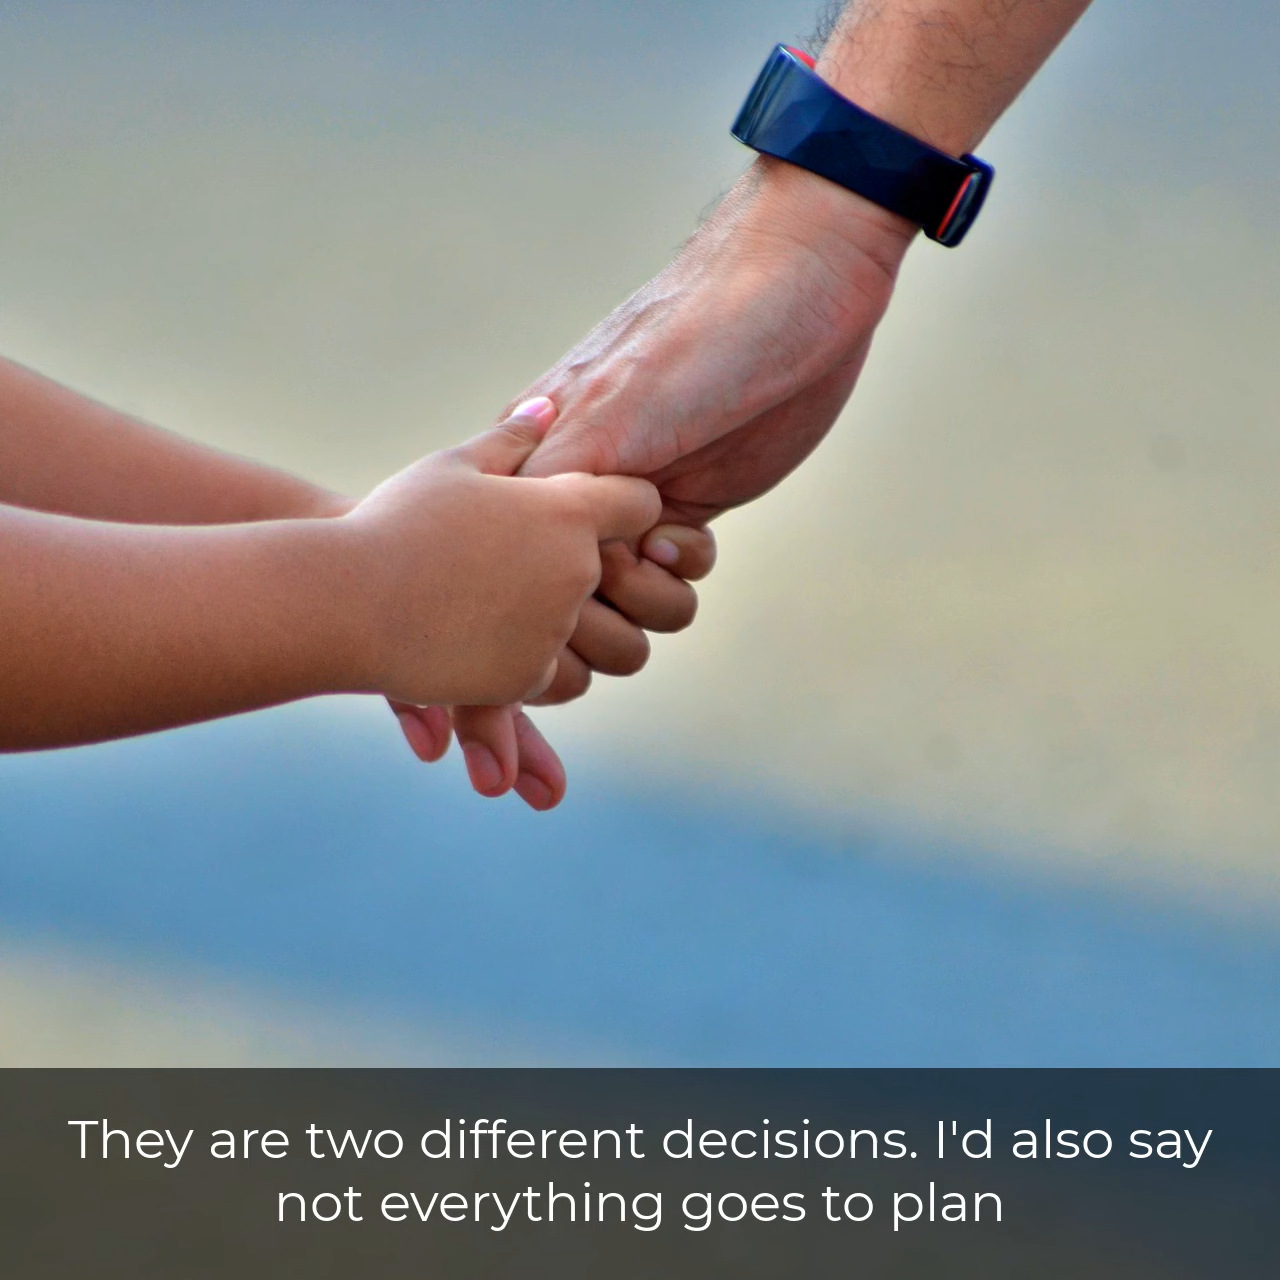 They are two different decisions. I'd also say
not everything goes to plan